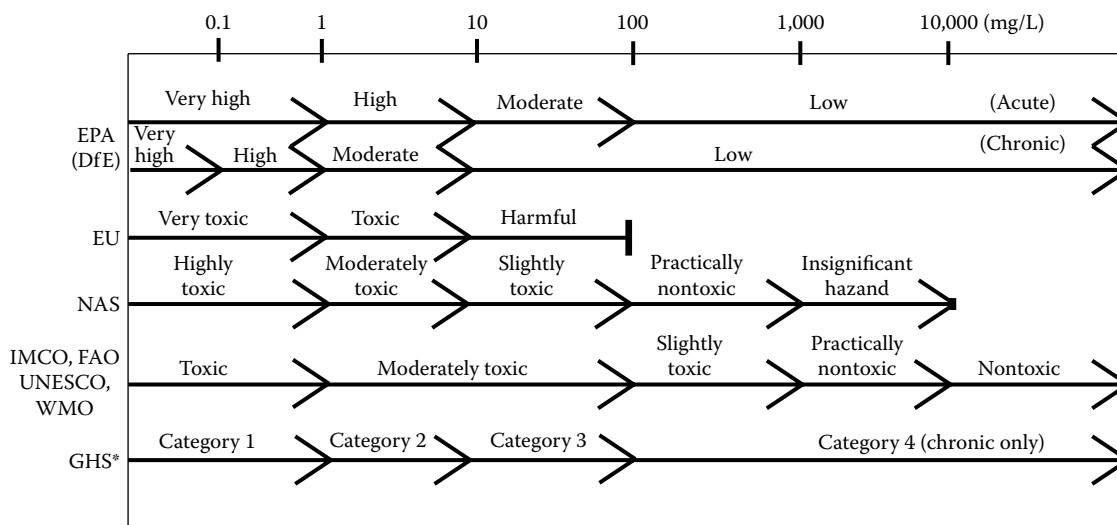 0.1 1 10 100 1,000 10,000 (mg/L)
Very high High Moderate Low (Acute)
EPA
(DfE)
Very
high High Moderate Low (Chronic)
EU
Very toxic Toxic Harmful
NAS
Highly
toxic
Moderately
toxic
Slightly
toxic
Practically
nontoxic
Insignificant
hazand
IMCO, FAO
UNESCO,
WMO
Toxic Moderately toxic
Slightly
toxic
Practically
nontoxic
Nontoxic
GHS*
Category 1 Category 2 Category 3 Category 4 (chronic only)